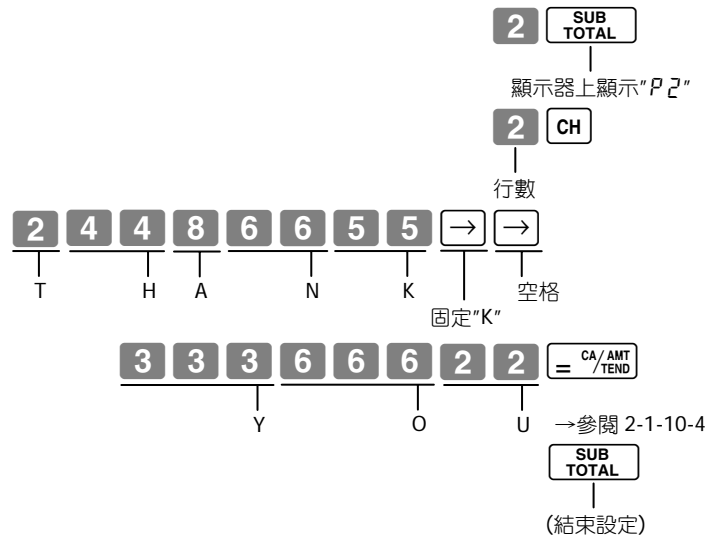 2 SUB TOTAL
顯示器上顯示"P2"
2 CH
行數
2 4 4 8 6 6 5 5 → →
T H A N K 空格
固定"K"
3 3 3 6 6 6 2 2 = CA/AMT TEND
Y O U →參閱 2-1-10-4
SUB TOTAL
(結束設定)